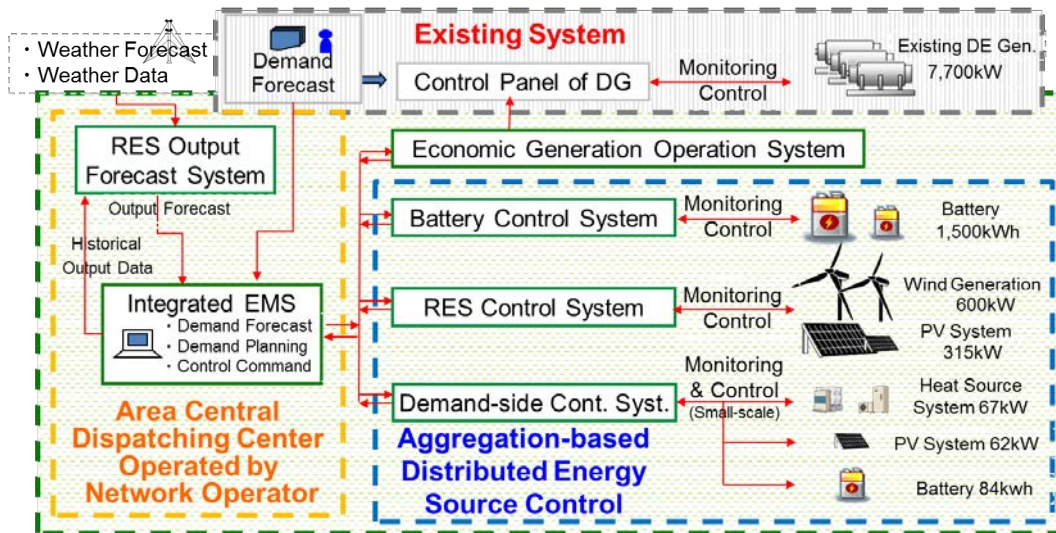 ・Weather Forecast
・Weather Data
Demand
Forecast
Existing System
Control Panel of DG
Monitoring
Control
Existing DE Gen.
7,700kW
RES Output
Forecast System
Output Forecast
Historical
Output Data
Integrated EMS
・Demand Forecast
・Demand Planning
・Control Command
Area Central
Dispatching Center
Operated by
Network Operator
Economic Generation Operation System
Battery Control System
Monitoring
Control
Battery
1,500kWh
RES Control System
Monitoring
Control
Wind Generation
600kW
PV System
315kW
Demand-side Cont. Syst.
Monitoring
& Control
(Small-scale)
Heat Source
System 67kW
PV System 62kW
Battery 84kwh
Aggregation-based
Distributed Energy
Source Control